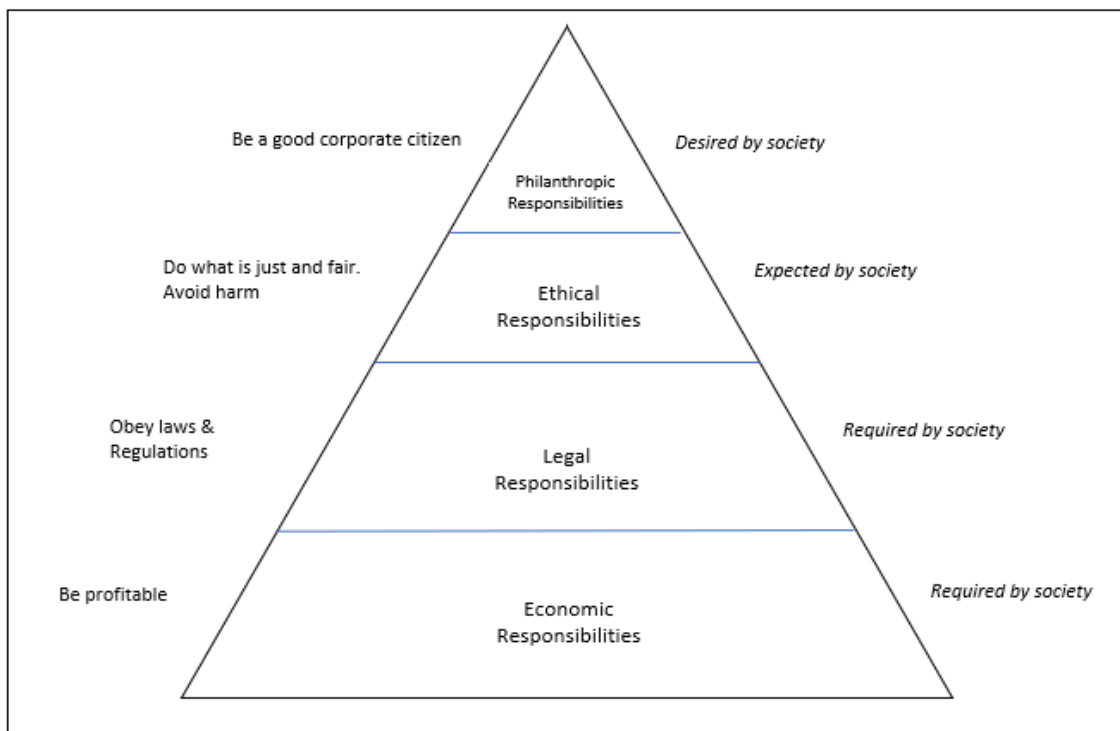 Be a good corporate citizen
Desired by society
Philanthropic
Responsibilities
Do what is just and fair.
Avoid harm
Expected by society
Ethical
Responsibilities
Obey laws &
Regulations
Required by society
Legal
Responsibilities
Be profitable
Required by society
Economic
Responsibilities